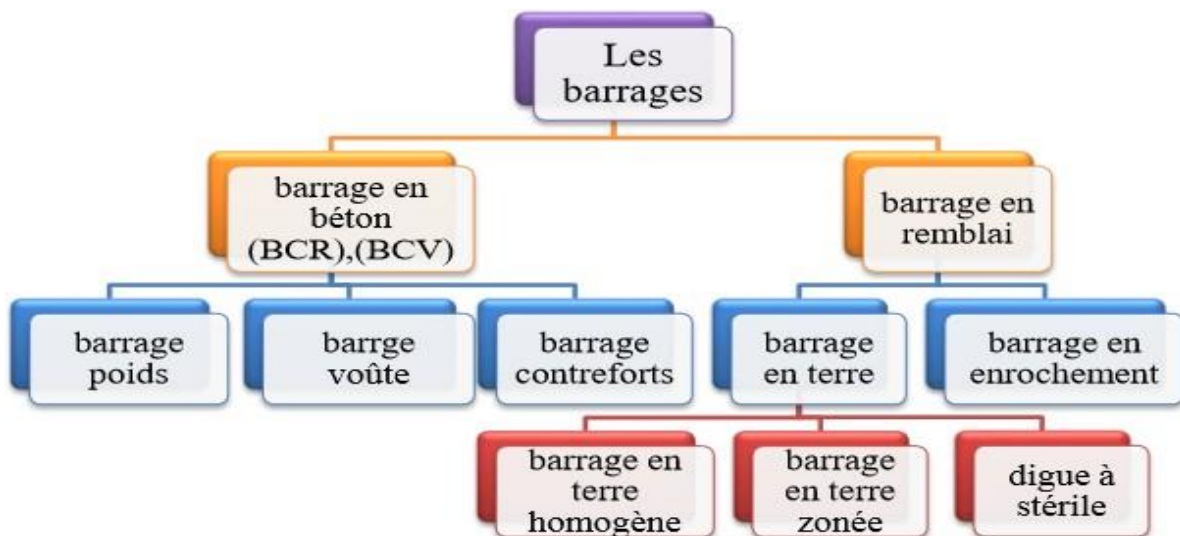 Les
barrages
barrage en
béton
(BCR),(BCV)
barrage en
remblai
barrage
poids
barrge
voûte
barrage
contreforts
barrage
en terre
barrage en
enrochement
barrage en
terre
homogène
barrage
en terre
zonée
digue à
stérile